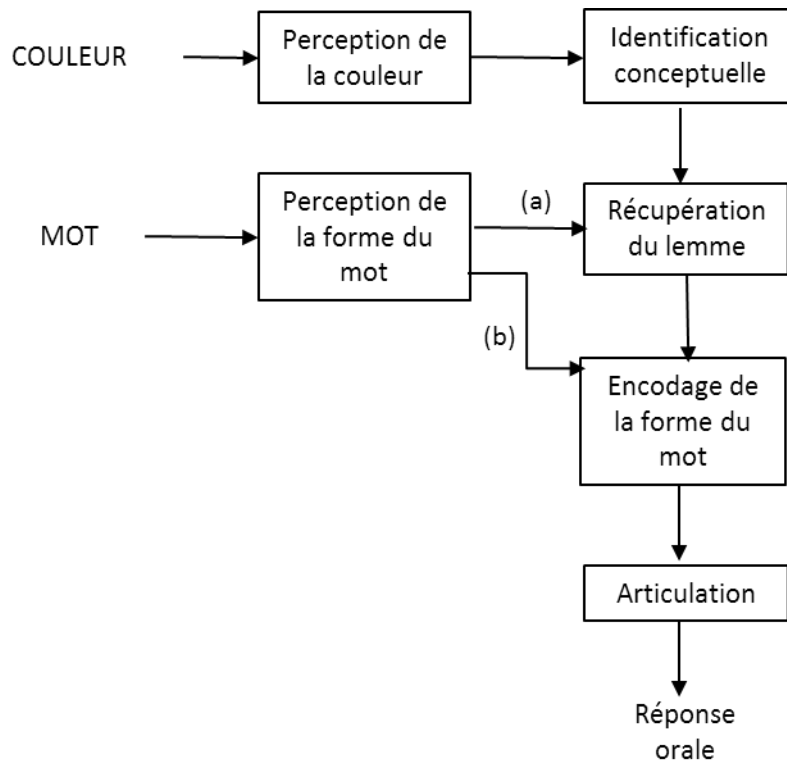 COULEUR
Perception de
la couleur
Identification
conceptuelle
MOT
Perception de
la forme du
mot
(a)
Récupération
du lemme
(b)
Encodage de
la forme du
mot
Articulation
Réponse
orale